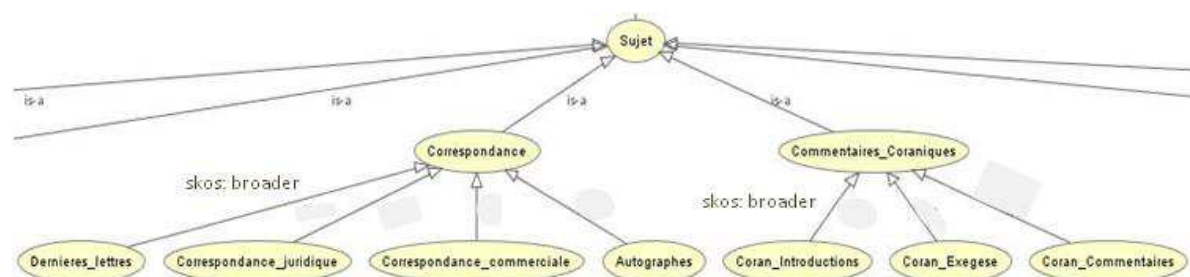 Sujet
is-a
is-a
is-a
is-a
Correspondance
Commentaires_Coraniques
skos: broader
skos: broader
Dernieres_lettres
Correspondance_juridique
Correspondance_commerciale
Autographes
Coran_Introductions
Coran_Exegese
Coran_Commentaires